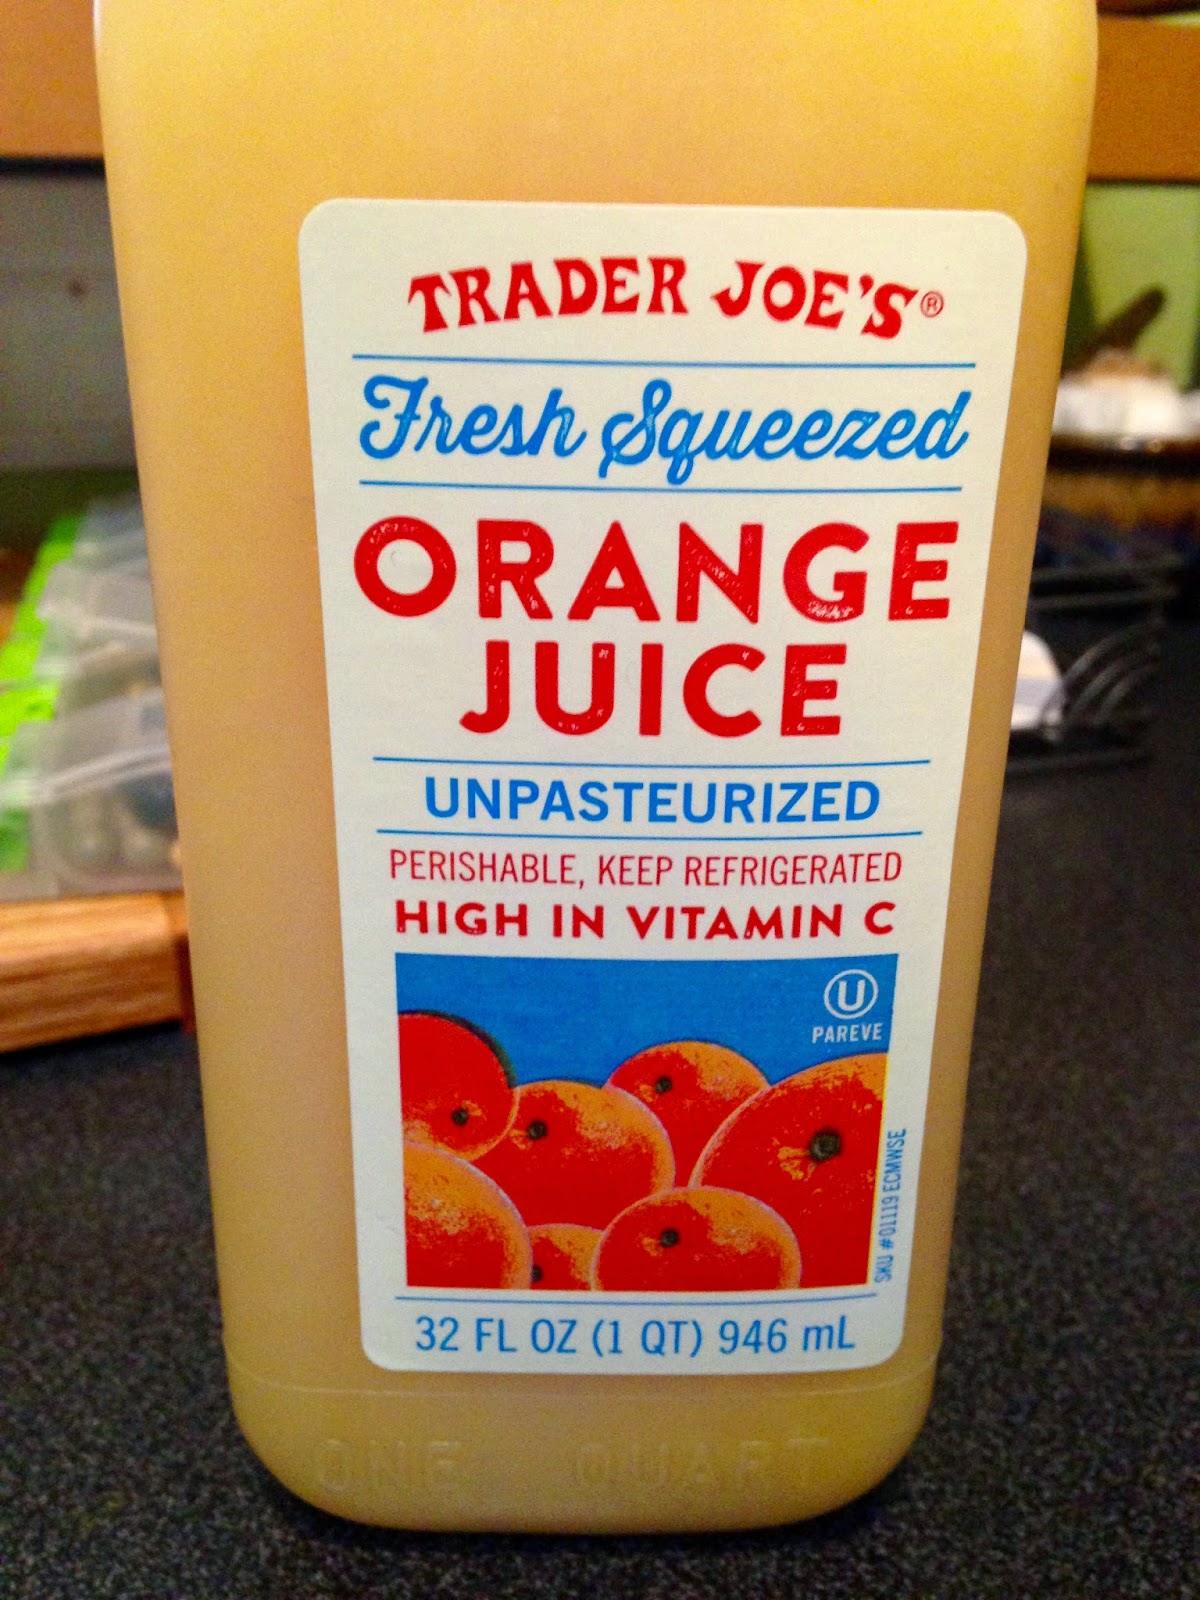 TRADER JOE'S®
Fresh Squeezed
ORANGE
JUICE
UNPASTEURIZED
PERISHABLE, KEEP REFRIGERATED
HIGH IN VITAMIN C
U
PAREVE
SKU #01119 ECMWSE
32 FL OZ (1 QT) 946 mL
ONE QUART